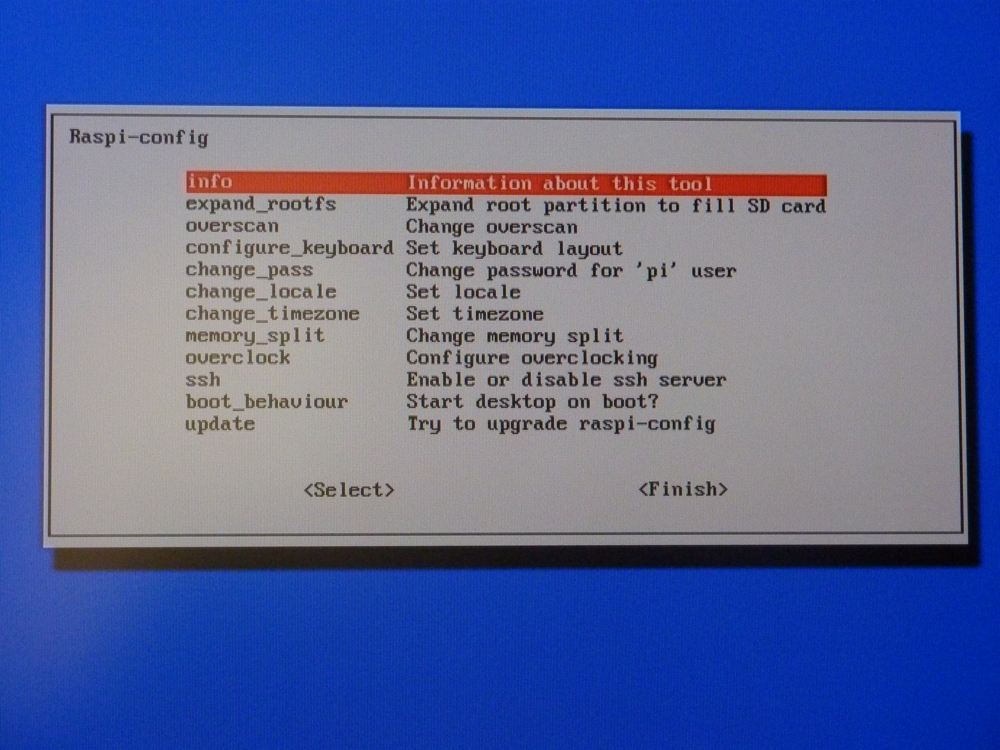 Raspi-config
info Information about this tool
expand_rootfs Expand root partition to fill SD card
overscan Change overscan
configure_keyboard Set keyboard layout
change_pass Change password for 'pi' user
change_locale Set locale
change_timezone Set timezone
memory_split Change memory split
overclock Configure overclocking
ssh Enable or disable ssh server
boot_behaviour Start desktop on boot?
update Try to upgrade raspi-config
<Select> <Finish>